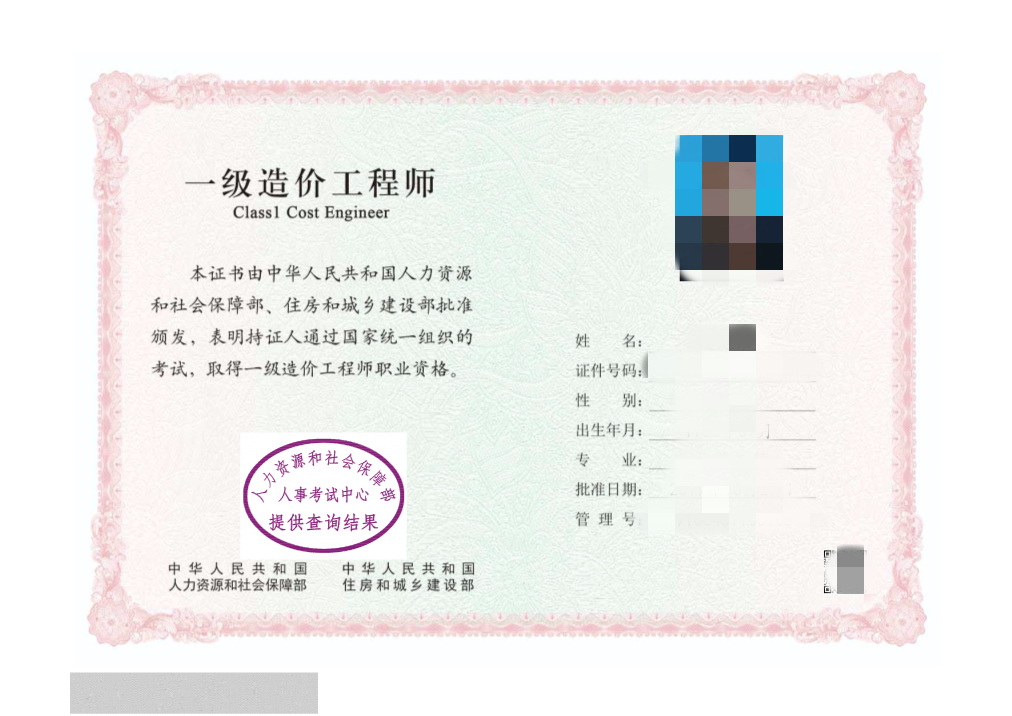 一级造价工程师
Class1 Cost Engineer
本证书由中华人民共和国人力资源
和社会保障部、住房和城乡建设部批准
颁发，表明持证人通过国家统一组织的
考试，取得一级造价工程师职业资格。
人力资源和社会保障部
人事考试中心
提供查询结果
中华人民共和国
人力资源和社会保障部
中华人民共和国
住房和城乡建设部
姓 名：
证件号码：
性 别：
出生年月：
专 业：
批准日期：
管 理 号